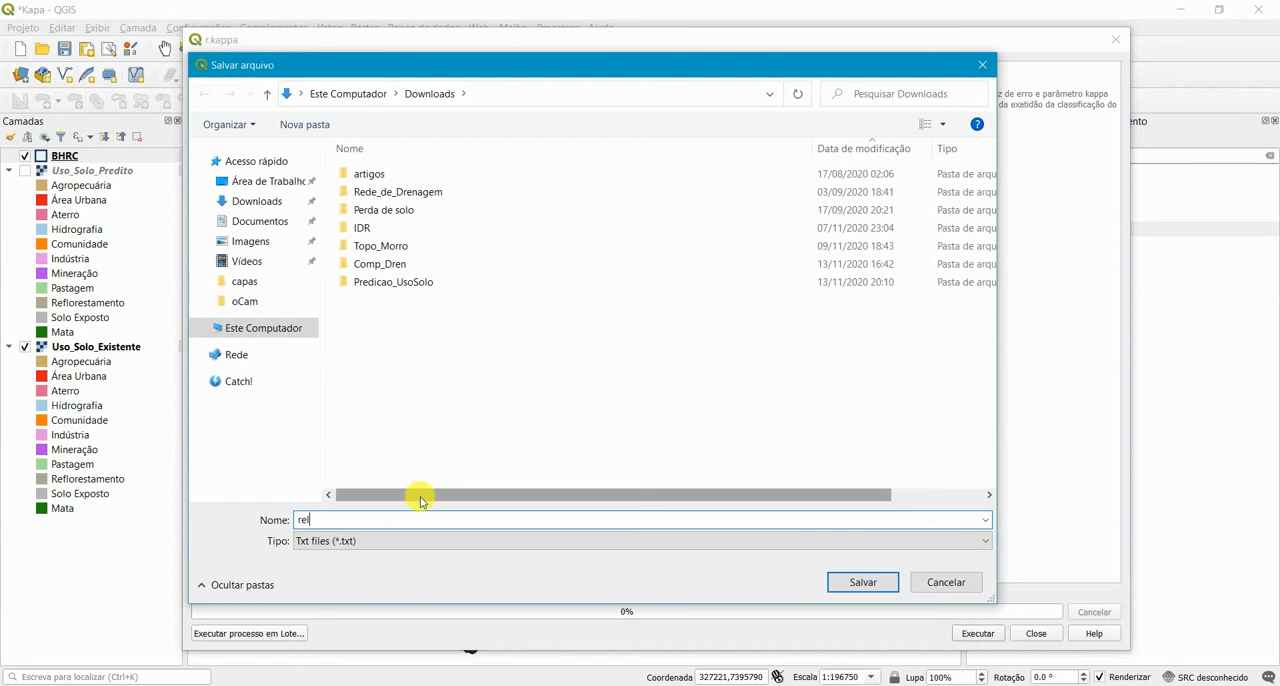 *Kapa — QGIS
Projeto Editar Exibir Camada
r.kappa
Salvar arquivo
Este Computador > Downloads >
Pesquisar Downloads
z de erro e parâmetro kappa
da exatidão da classificação do
Organizar
Nova pasta
Camadas
Nome
Data de modificação
Tipo
BHRC
Uso_Solo_Predito
Agropecuária
Área Urbana
Aterro
Hidrografia
Comunidade
Indústria
Mineração
Pastagem
Reflorestamento
Solo Exposto
Mata
Uso_Solo_Existente
Agropecuária
Área Urbana
Aterro
Hidrografia
Comunidade
Indústria
Mineração
Pastagem
Reflorestamento
Solo Exposto
Mata
Acesso rápido
Área de Trabalho
Downloads
Documentos
Imagens
Vídeos
capas
oCam
Este Computador
Rede
Catch!
artigos 17/08/2020 02:06 Pasta de arqu
Rede_de_Drenagem 03/09/2020 18:41 Pasta de arqu
Perda de solo 17/09/2020 20:21 Pasta de arqu
IDR 07/11/2020 23:04 Pasta de arqu
Topo_Morro 09/11/2020 18:43 Pasta de arqu
Comp_Dren 13/11/2020 16:42 Pasta de arqu
Predicao_UsoSolo 13/11/2020 20:10 Pasta de arqu
nto
Nome: rel
Tipo: Txt files (*.txt)
Ocultar pastas
Salvar
Cancelar
0%
Cancelar
Executar processo em Lote...
Executar
Close
Help
Escreva para localizar (Ctrl+K)
Coordenada 327221,7395790
Escala 1:196750
Lupa 100%
Rotação 0.0 °
Renderizar
SRC desconhecido